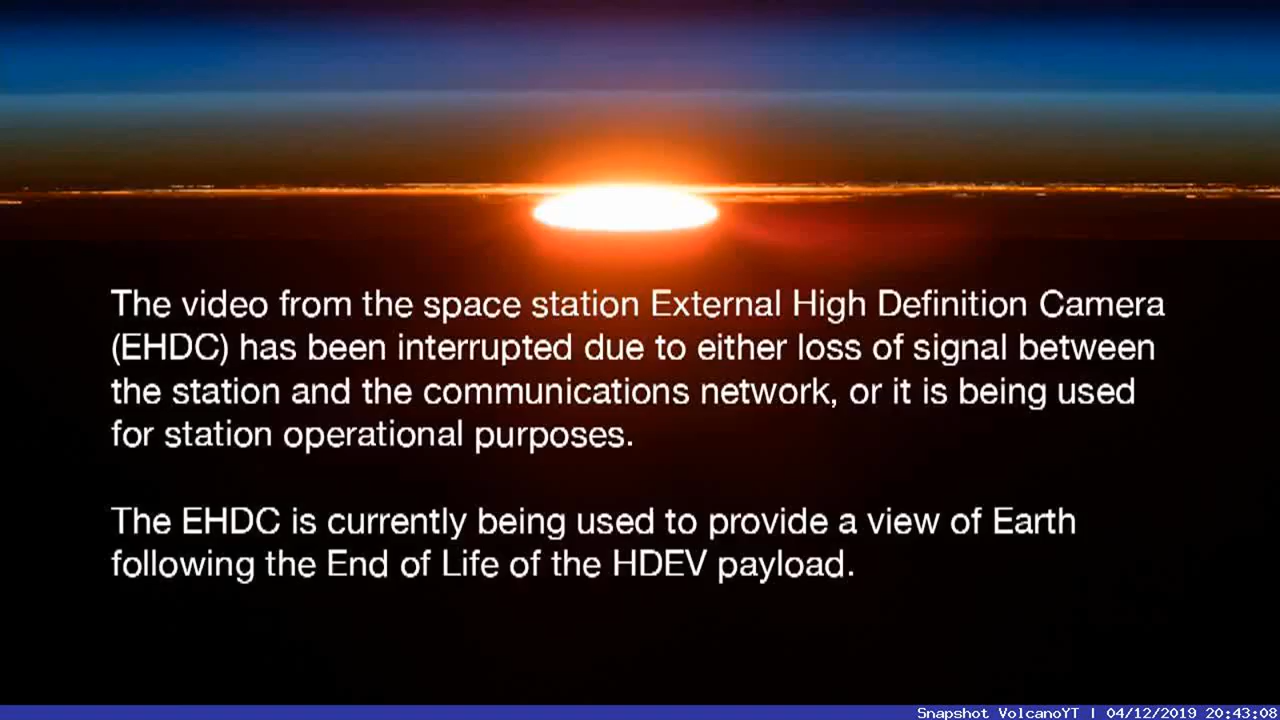 The video from the space station External High Definition Camera
(EHDC) has been interrupted due to either loss of signal between
the station and the communications network, or it is being used
for station operational purposes.
The EHDC is currently being used to provide a view of Earth
following the End of Life of the HDEV payload.
Snapshot VolcanoYT | 04/12/2019 20:43:08